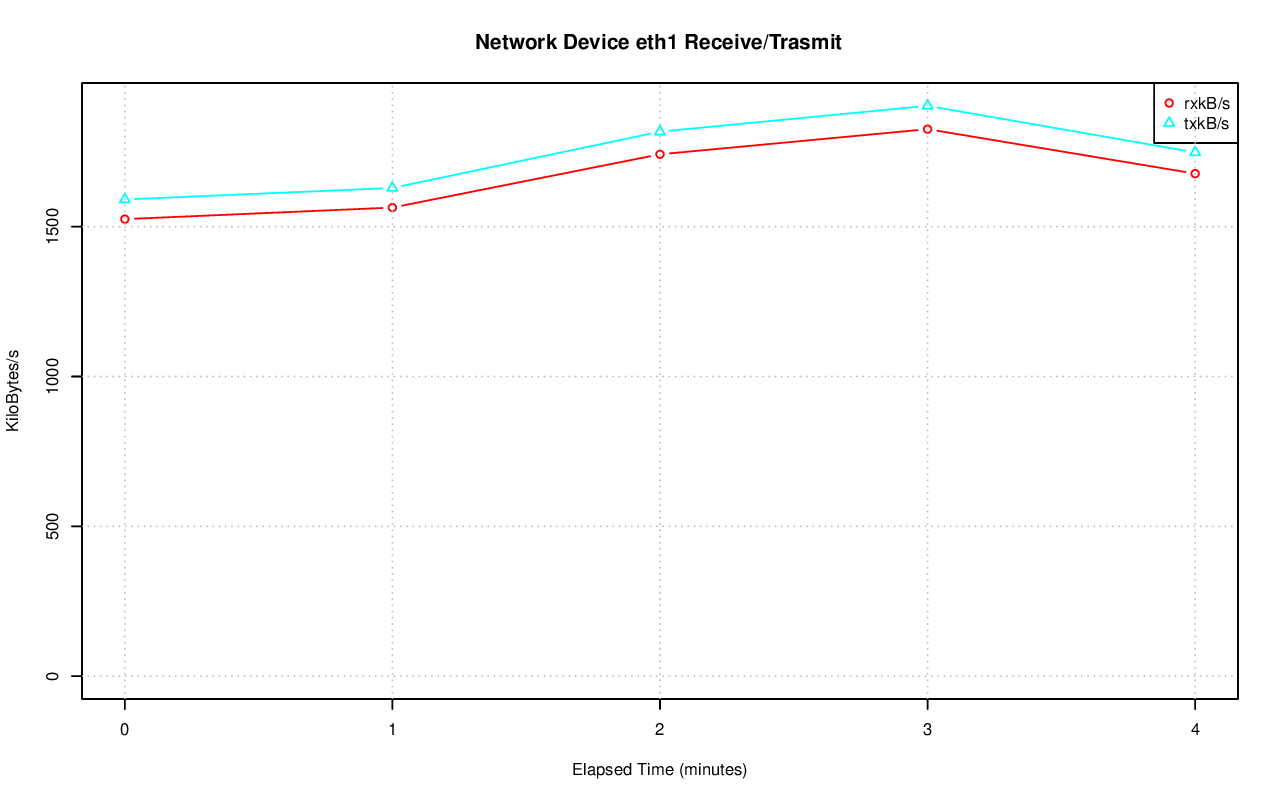 Network Device eth1 Receive/Trasmit
rxkB/s
txkB/s
1500
1000
500
0
KiloBytes/s
0 1 2 3 4
Elapsed Time (minutes)